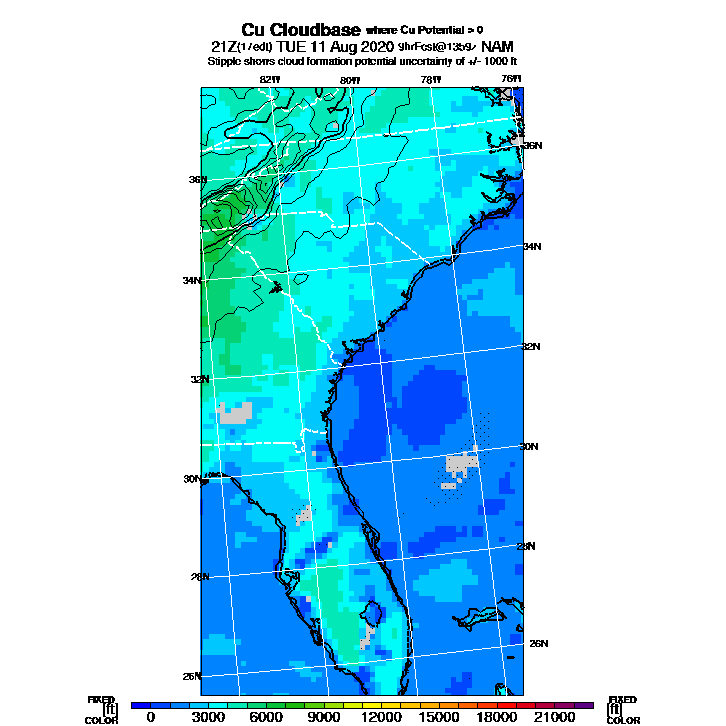 Cu Cloudbase where Cu Potential > 0
21Z(17edt) TUE 11 Aug 2020 9hrFcst@1359z NAM
Stipple shows cloud formation potential uncertainty of +/- 1000 ft
82W 80W 78W 76W
36N
36N
34N
34N
32N
32N
30N
30N
28N
28N
26N
26N
FIXED FIXED
[ft] [ft]
COLOR COLOR
0 3000 6000 9000 12000 15000 18000 21000